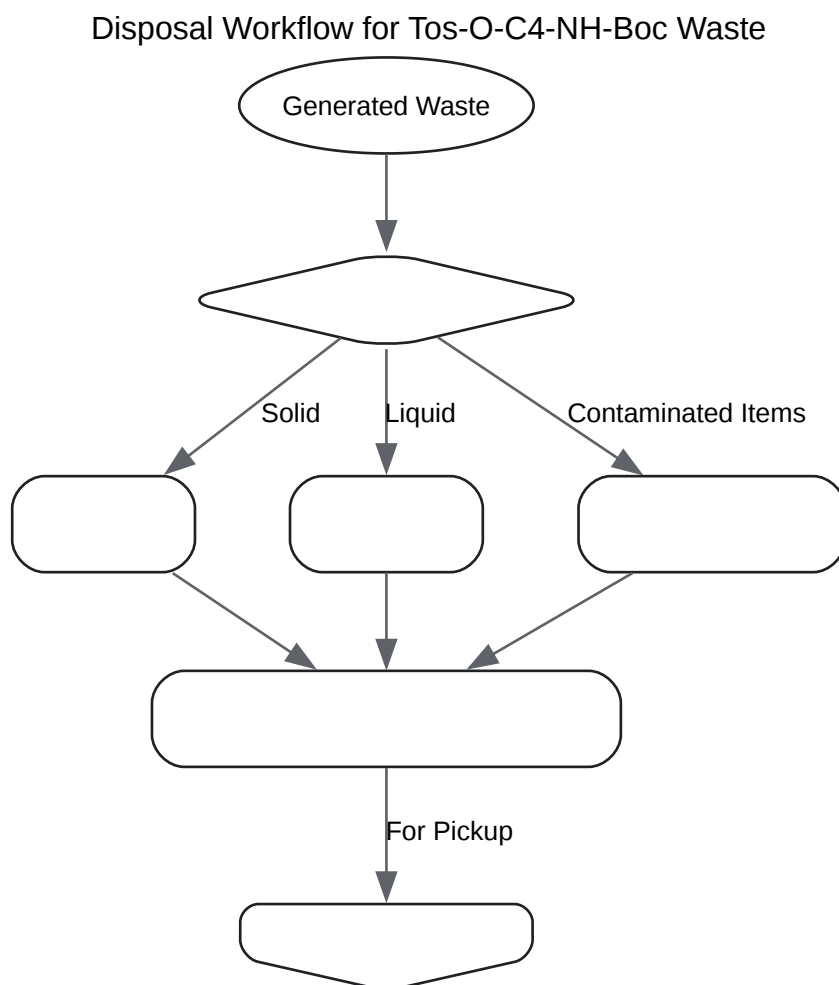 Disposal Workflow for Tos-O-C4-NH-Boc Waste
Generated Waste
Solid
Liquid
Contaminated Items
For Pickup